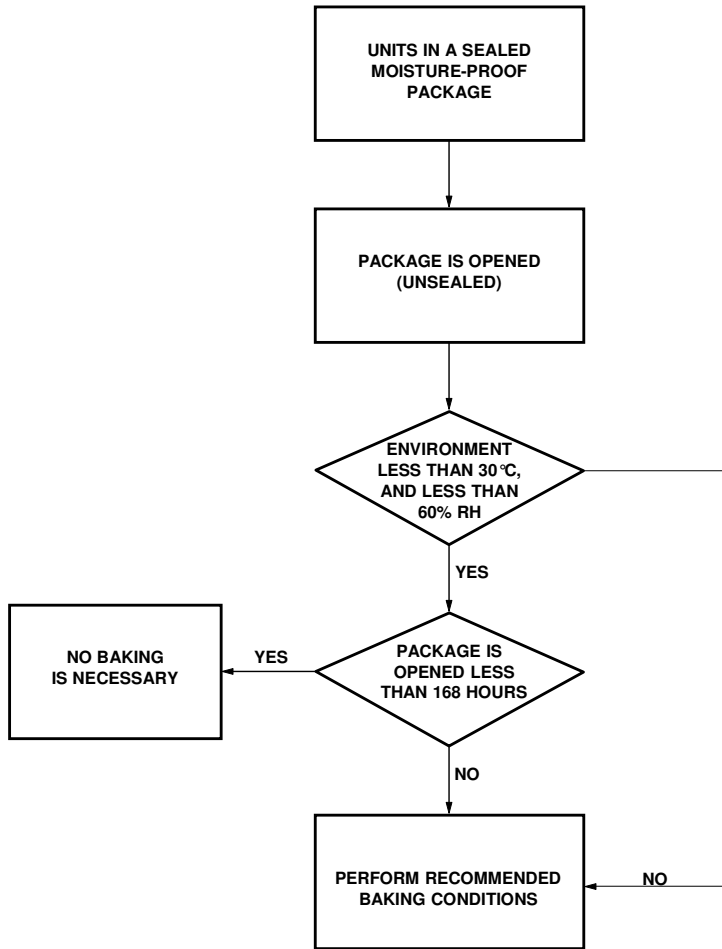 UNITS IN A SEALED
MOISTURE-PROOF
PACKAGE
PACKAGE IS OPENED
(UNSEALED)
ENVIRONMENT
LESS THAN 30°C,
AND LESS THAN
60% RH
YES
NO BAKING
IS NECESSARY
YES
PACKAGE IS
OPENED LESS
THAN 168 HOURS
NO
PERFORM RECOMMENDED
BAKING CONDITIONS
NO